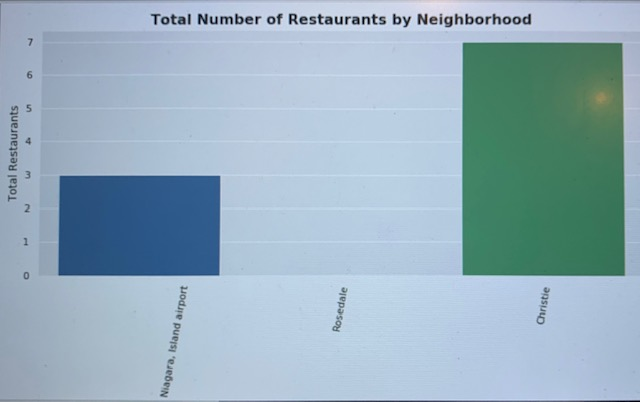 Total Number of Restaurants by Neighborhood
Total Restaurants
7
6
5
4
3
2
1
0
Niagara, Island airport
Rosedale
Christie